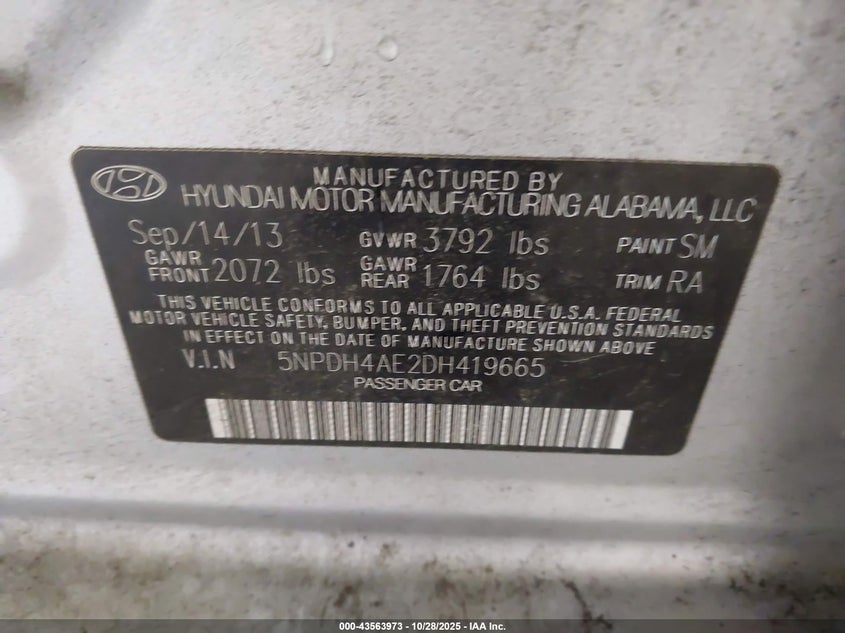 MANUFACTURED BY
HYUNDAI MOTOR MANUFACTURING ALABAMA, LLC
Sep/14/13 GVWR 3792 lbs PAINT SM
GAWR FRONT 2072 lbs GAWR REAR 1764 lbs TRIM RA
THIS VEHICLE CONFORMS TO ALL APPLICABLE U.S.A. FEDERAL
MOTOR VEHICLE SAFETY, BUMPER, AND THEFT PREVENTION STANDARDS
IN EFFECT ON THE DATE OF MANUFACTURE SHOWN ABOVE
V.I.N 5NPDH4AE2DH419665
PASSENGER CAR
000-43563973 | 10/28/2025 - IAA Inc.